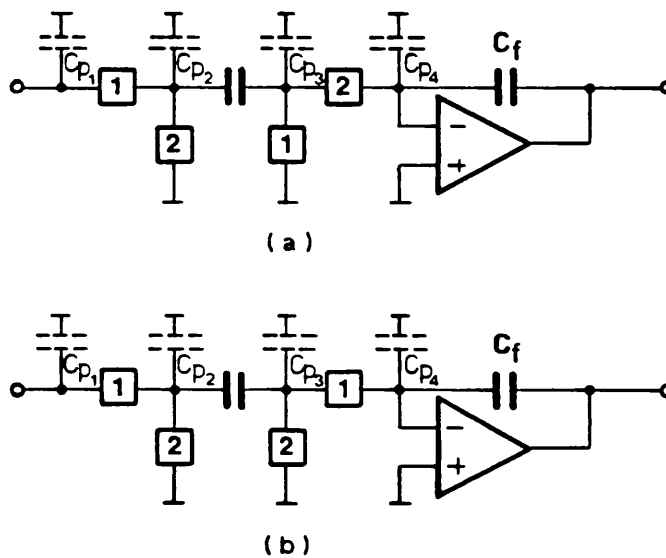 Cp1 1 Cp2 Cp3 2 Cp4 Cf
2 1 − +
( a )
Cp1 1 Cp2 Cp3 1 Cp4 Cf
2 2 − +
(b)